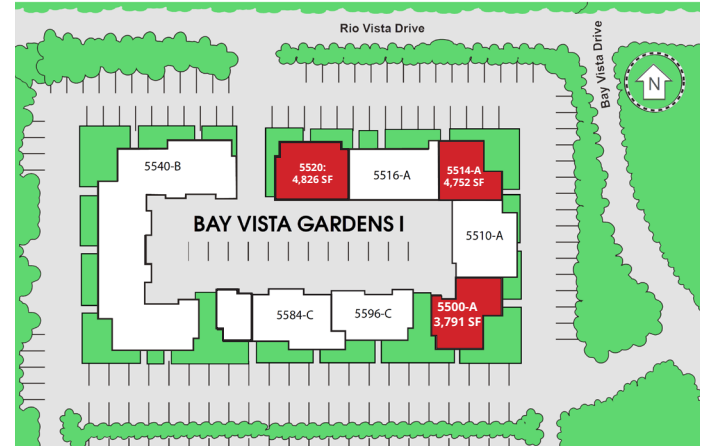 Rio Vista Drive
Bay Vista Drive
N
5540-B
5520:
4,826 SF
5516-A
5514-A
4,752 SF
BAY VISTA GARDENS I
5510-A
5500-A
3,791 SF
5584-C
5596-C